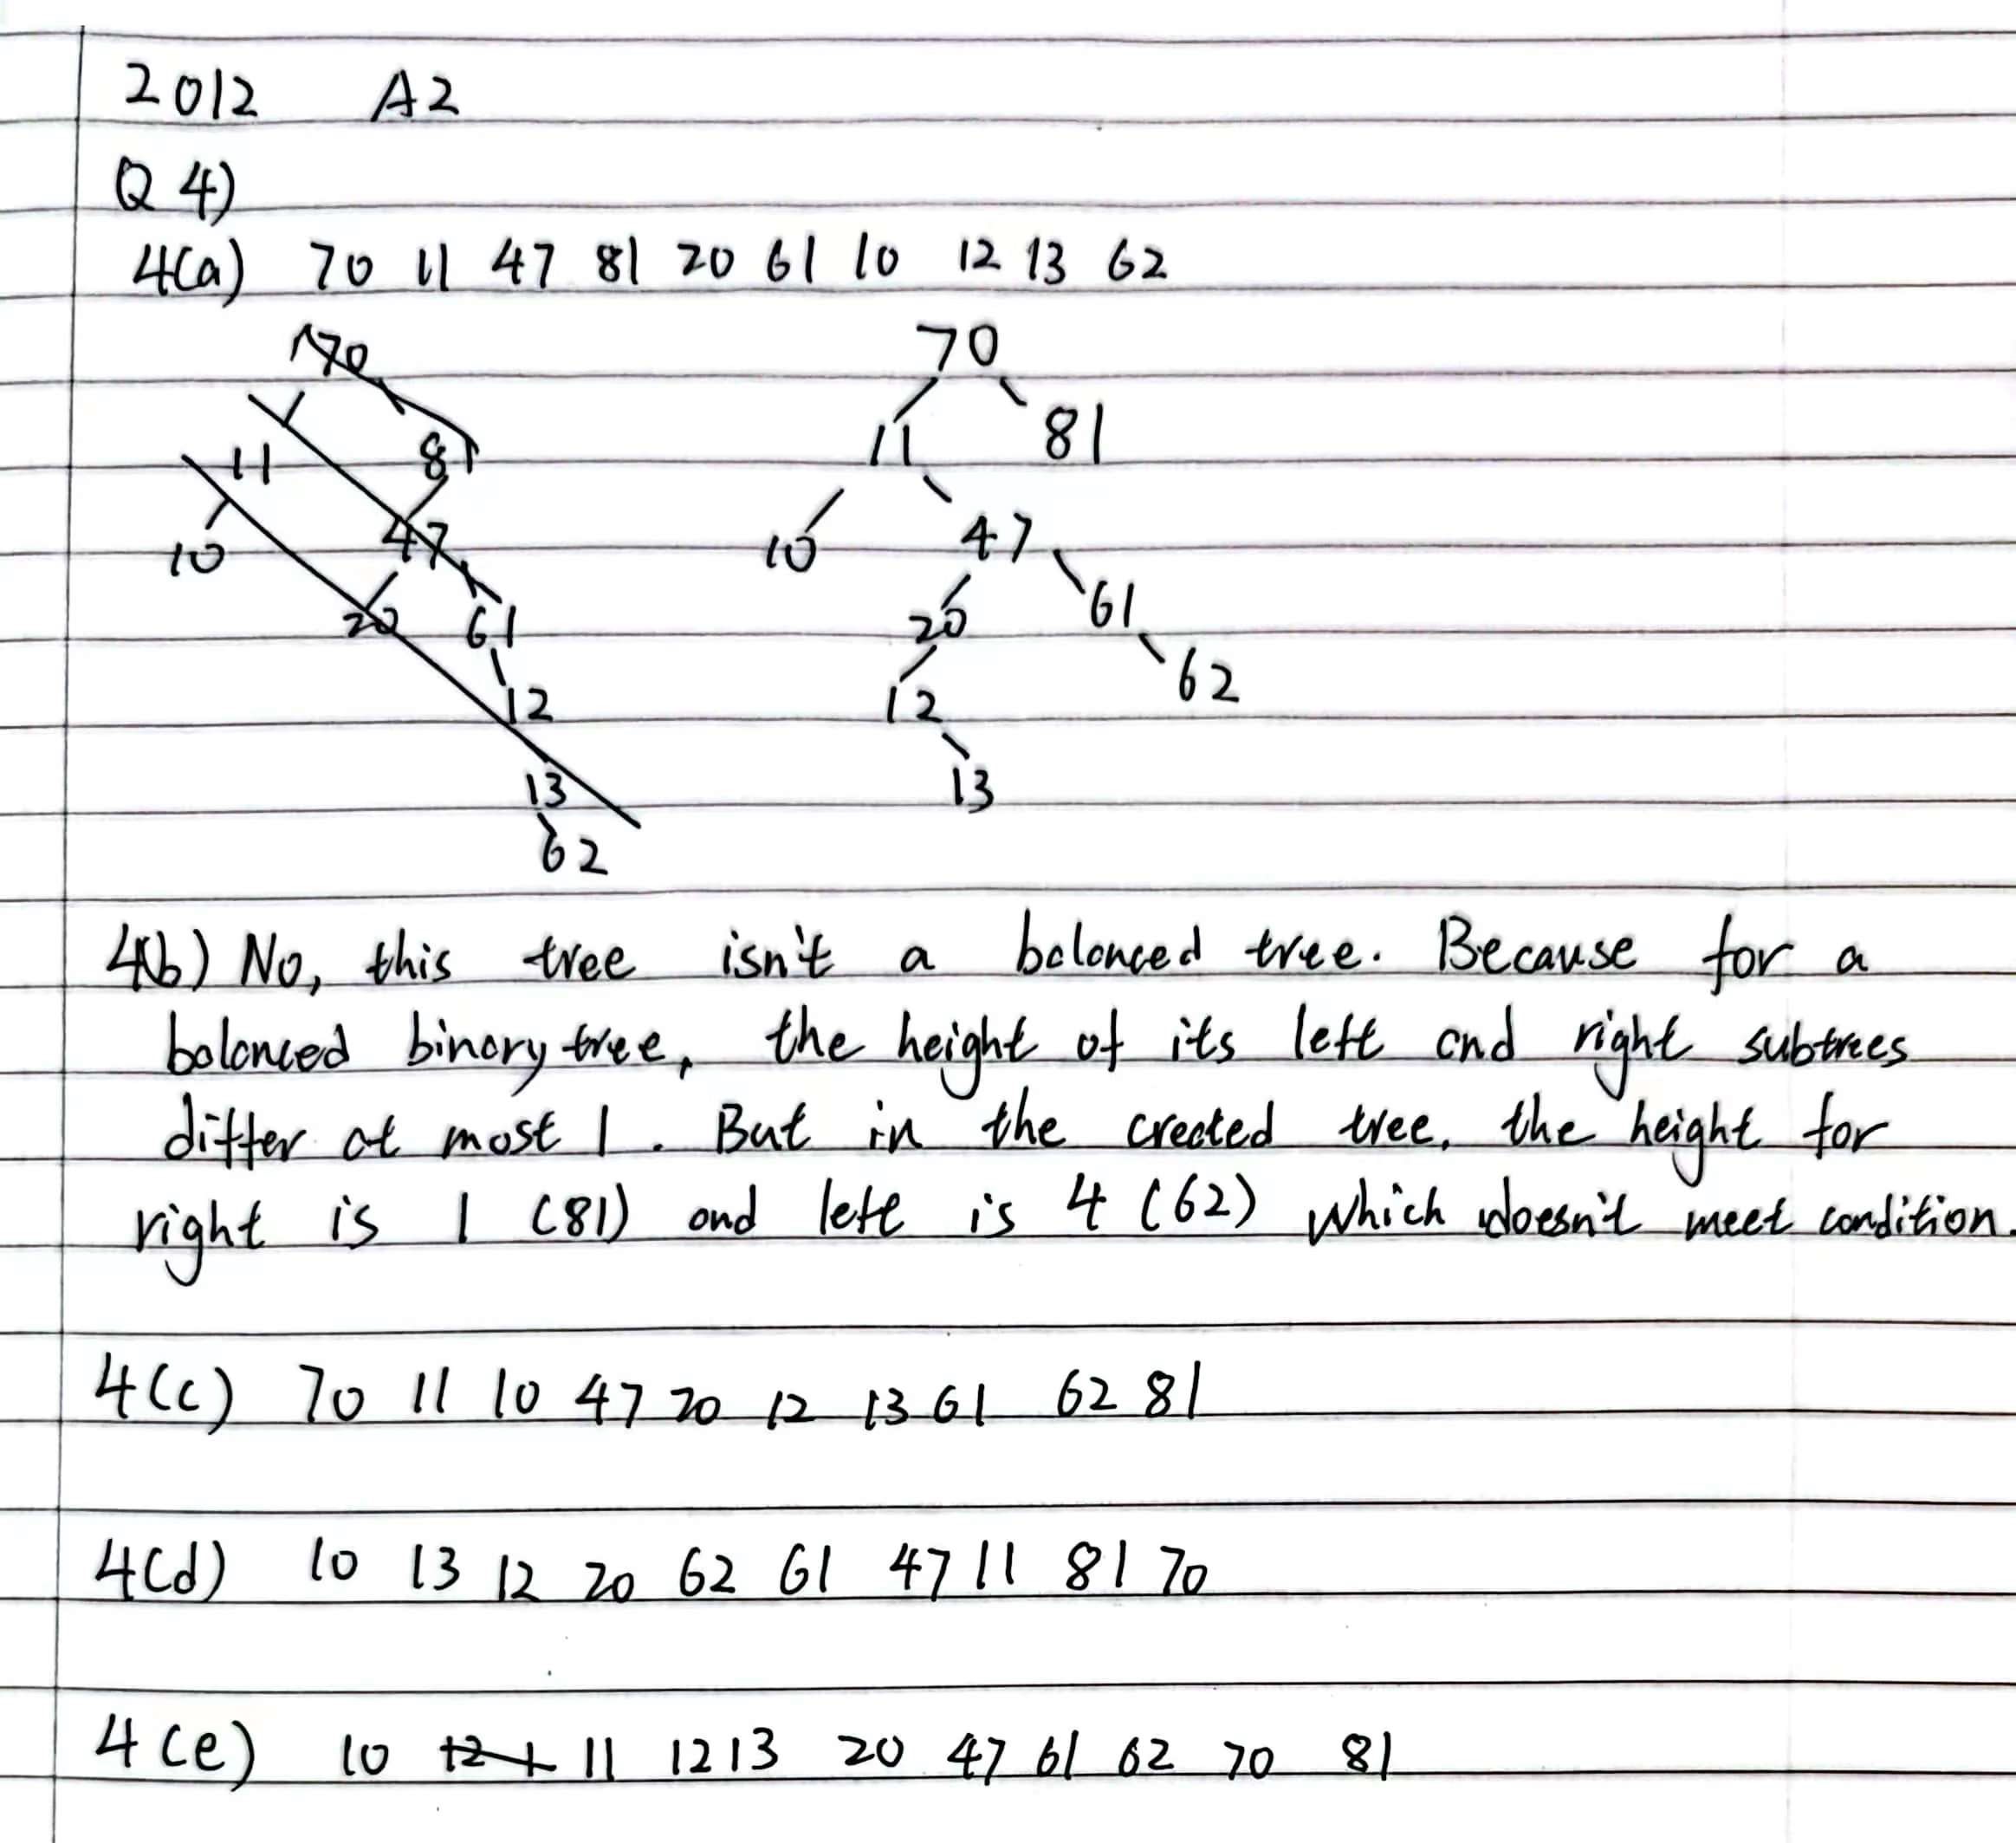 2012 A2
Q 4)
4(a) 70 11 47 81 20 61 10 12 13 62
70
11 81
10 47
20 61
12
13
62
70
11 81
10 47
20 61
12 62
13
4(b) No, this tree isn't a balanced tree. Because for a
balanced binary tree, the height of its left and right subtrees
differ at most 1. But in the created tree, the height for
right is 1 (81) and left is 4 (62) which doesn't meet condition.
4(c) 70 11 10 47 20 12 13 61 62 81
4(d) 10 13 12 20 62 61 47 11 81 70
4(e) 10 12 1 11 12 13 20 47 61 62 70 81